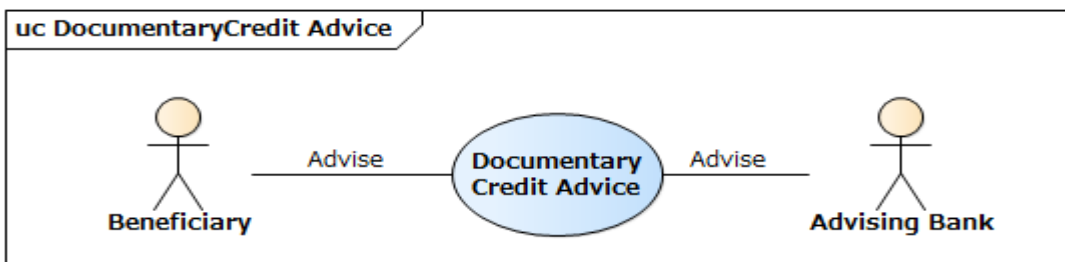 uc DocumentaryCredit Advice
Advise
Documentary
Credit Advice
Advise
Beneficiary
Advising Bank